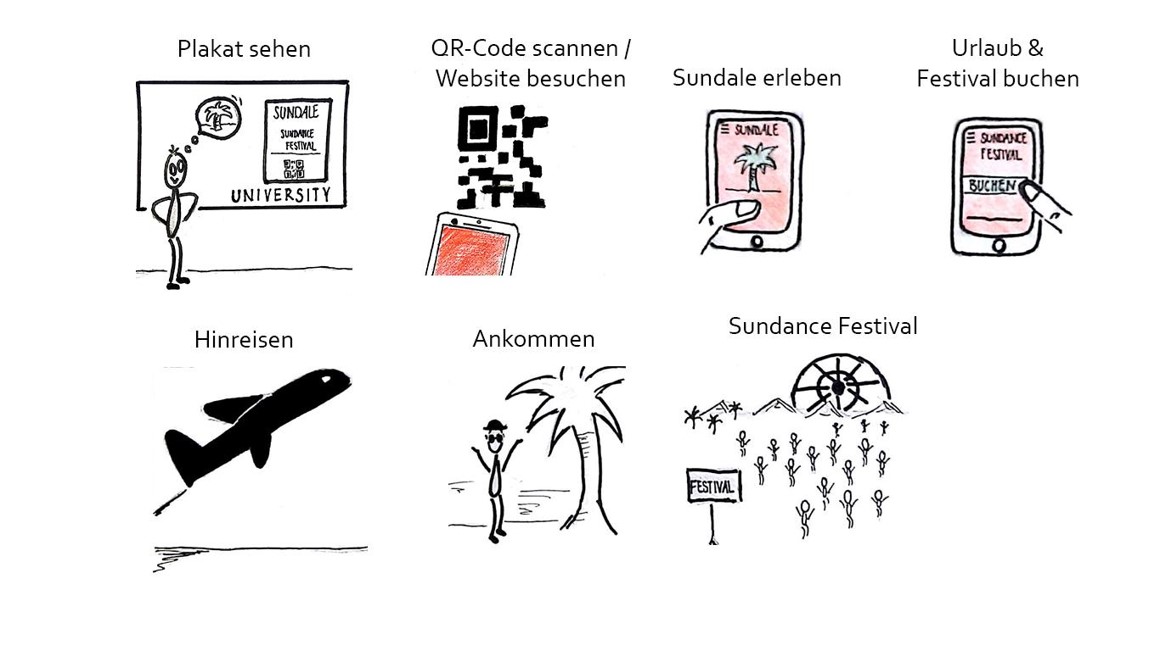 Plakat sehen
SUNDALE
SUNDANCE
FESTIVAL
UNIVERSITY
QR-Code scannen /
Website besuchen
Sundale erleben
SUNDALE
Urlaub &
Festival buchen
SUNDANCE
FESTIVAL
BUCHEN
Hinreisen
Ankommen
Sundance Festival
FESTIVAL